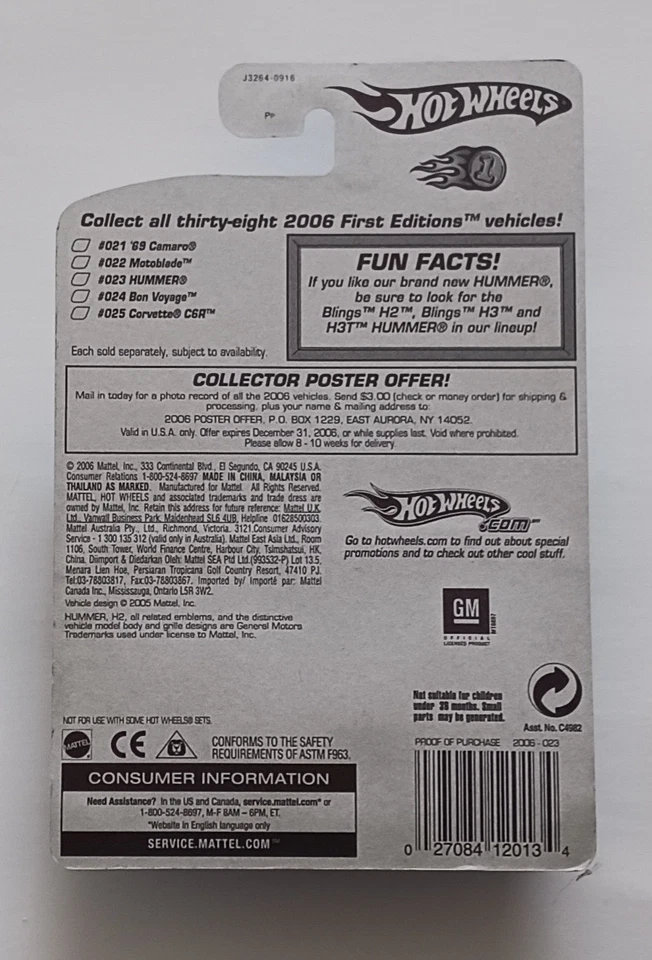 J3264-0916
HOT WHEELS
1
Collect all thirty-eight 2006 First Editions™ vehicles!
#021 '69 Camaro®
#022 Motoblade™
#023 HUMMER®
#024 Bon Voyage™
#025 Corvette® C6R™
Each sold separately, subject to availability.
FUN FACTS!
If you like our brand new HUMMER®,
be sure to look for the
Blings™ H2™, Blings™ H3™ and
H3T™ HUMMER® in our lineup!
COLLECTOR POSTER OFFER!
Mail in today for a photo record of all the 2006 vehicles. Send $3.00 (check or money order) for shipping &
processing, plus your name & mailing address to:
2006 POSTER OFFER, P.O. BOX 1229, EAST AURORA, NY 14052.
Valid in U.S.A. only. Offer expires December 31, 2006, or while supplies last. Void where prohibited.
Please allow 8 - 10 weeks for delivery.
© 2006 Mattel, Inc., 333 Continental Blvd., El Segundo, CA 90245 U.S.A.
Consumer Relations 1-800-524-8697 MADE IN CHINA, MALAYSIA OR
THAILAND AS MARKED. Manufactured for Mattel. All Rights Reserved.
MATTEL, HOT WHEELS and associated trademarks and trade dress are
owned by Mattel, Inc. Retain this address for future reference: Mattel U.K.
Ltd., Vanwall Business Park, Maidenhead SL6 4UB. Helpline 01628500303.
Mattel Australia Pty., Ltd., Richmond, Victoria. 3121.Consumer Advisory
Service - 1 300 135 312 (valid only in Australia). Mattel East Asia Ltd., Room
1106, South Tower, World Finance Centre, Harbour City, Tsimshatsui, HK,
China. Diimport & Diedarkan Oleh: Mattel SEA Ptd Ltd.(993532-P) Lot 13.5,
Menara Lien Hoe, Persiaran Tropicana Golf Country Resort, 47410 PJ.
Tel:03-78803817, Fax:03-78803867. Imported by/ Importé par: Mattel
Canada Inc., Mississauga, Ontario L5R 3W2.
Vehicle design © 2005 Mattel, Inc.
HUMMER, H2, all related emblems, and the distinctive
vehicle model body and grille designs are General Motors
Trademarks used under license to Mattel, Inc.
HOT WHEELS
.COM™
Go to hotwheels.com to find out about special
promotions and to check out other cool stuff.
GM
OFFICIAL
LICENSED PRODUCT
Not suitable for children
under 36 months. Small
parts may be generated.
Asst. No. C4982
NOT FOR USE WITH SOME HOT WHEELS® SETS.
MATTEL
CE
CONFORMS TO THE SAFETY
REQUIREMENTS OF ASTM F963.
CONSUMER INFORMATION
Need Assistance? In the US and Canada, service.mattel.com* or
1-800-524-8697, M-F 8AM – 6PM, ET.
*Website in English language only
SERVICE.MATTEL.COM™
PROOF OF PURCHASE 2006 - 023
0 27084 12013 4